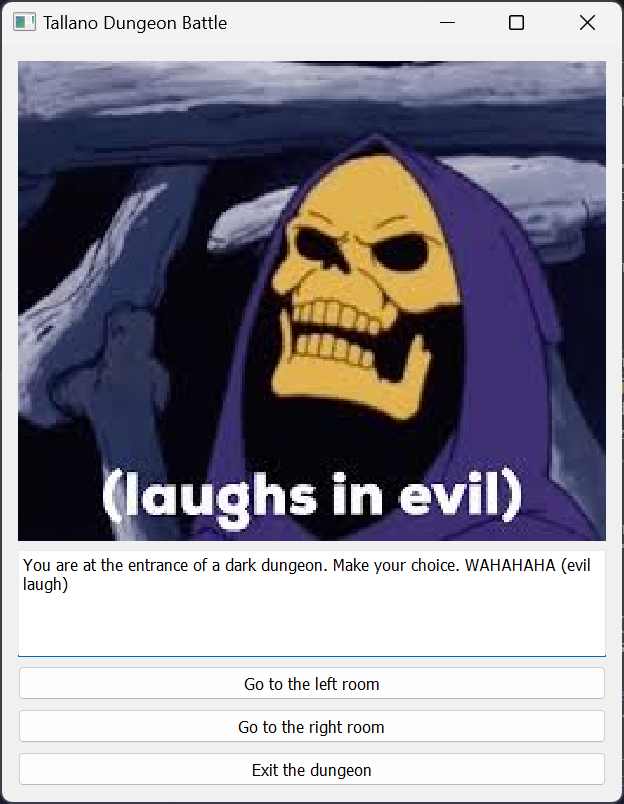 Tallano Dungeon Battle
(laughs in evil)
You are at the entrance of a dark dungeon. Make your choice. WAHAHAHA (evil
laugh)
Go to the left room
Go to the right room
Exit the dungeon